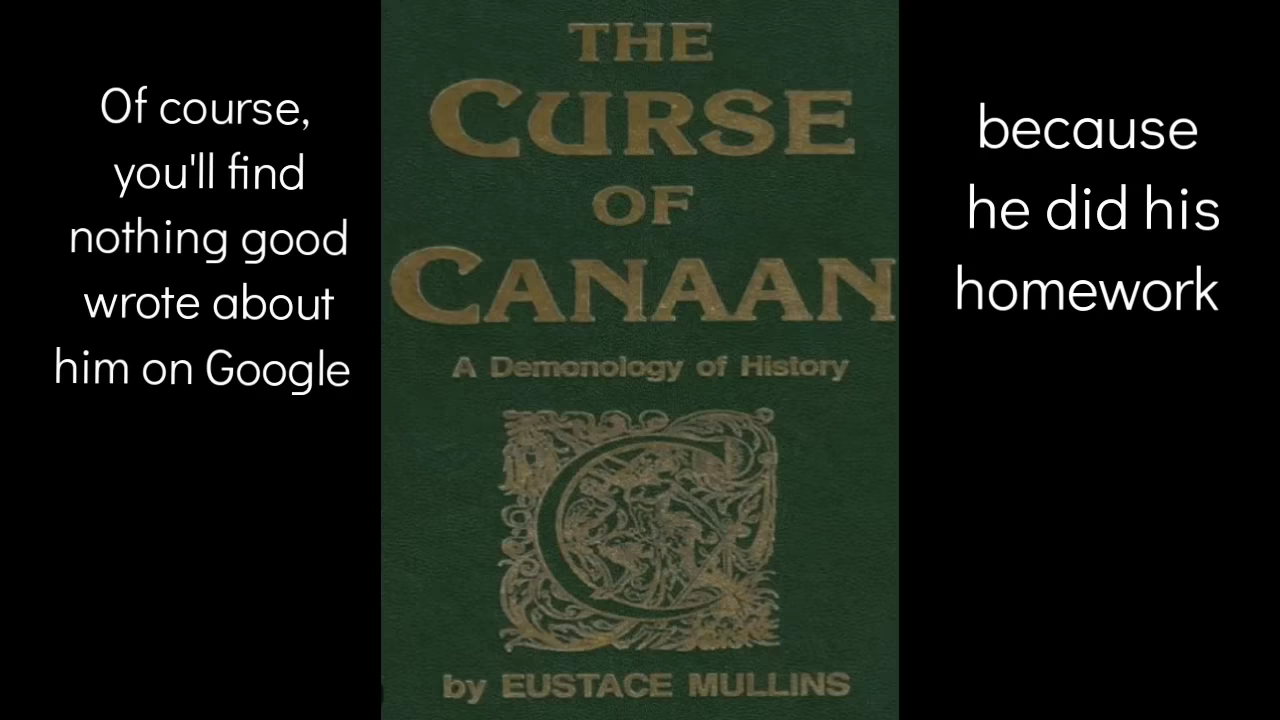 Of course,
you'll find
nothing good
wrote about
him on Google
THE
CURSE
OF
CANAAN
A Demonology of History
C
by EUSTACE MULLINS
because
he did his
homework